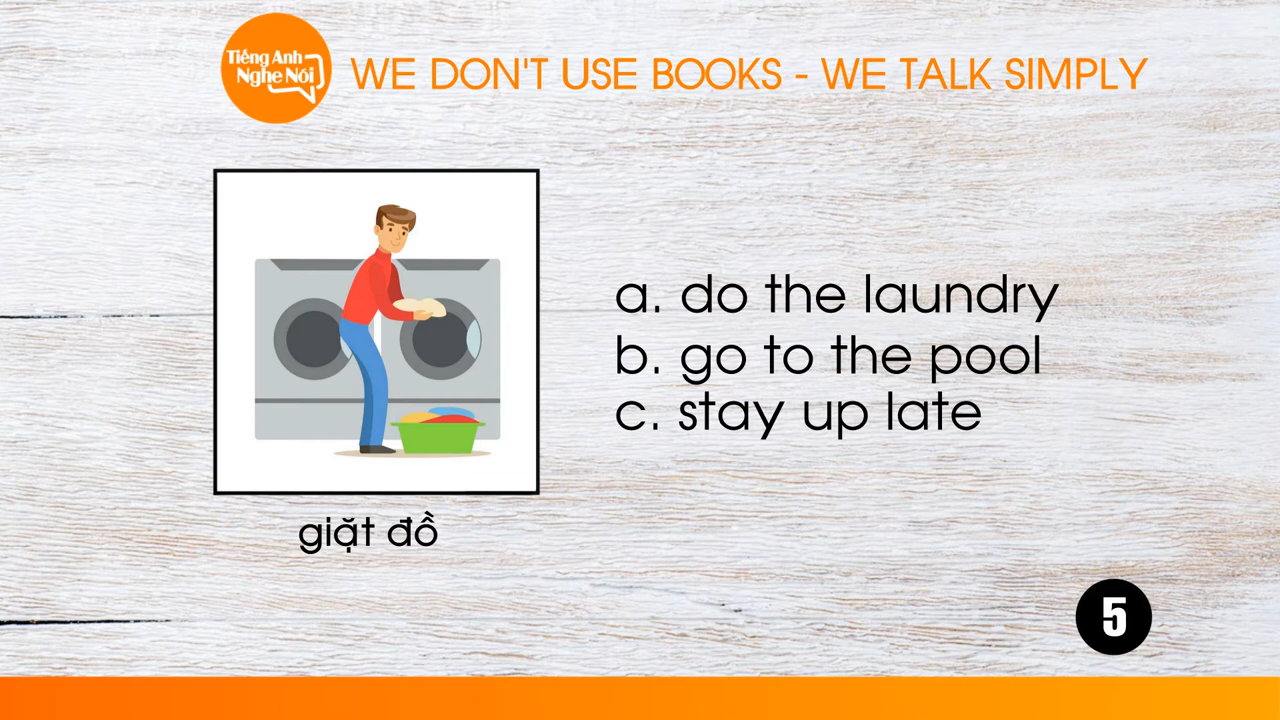 Tiếng Anh
Nghe Nói
WE DON'T USE BOOKS - WE TALK SIMPLY
a. do the laundry
b. go to the pool
c. stay up late
giặt đồ
5